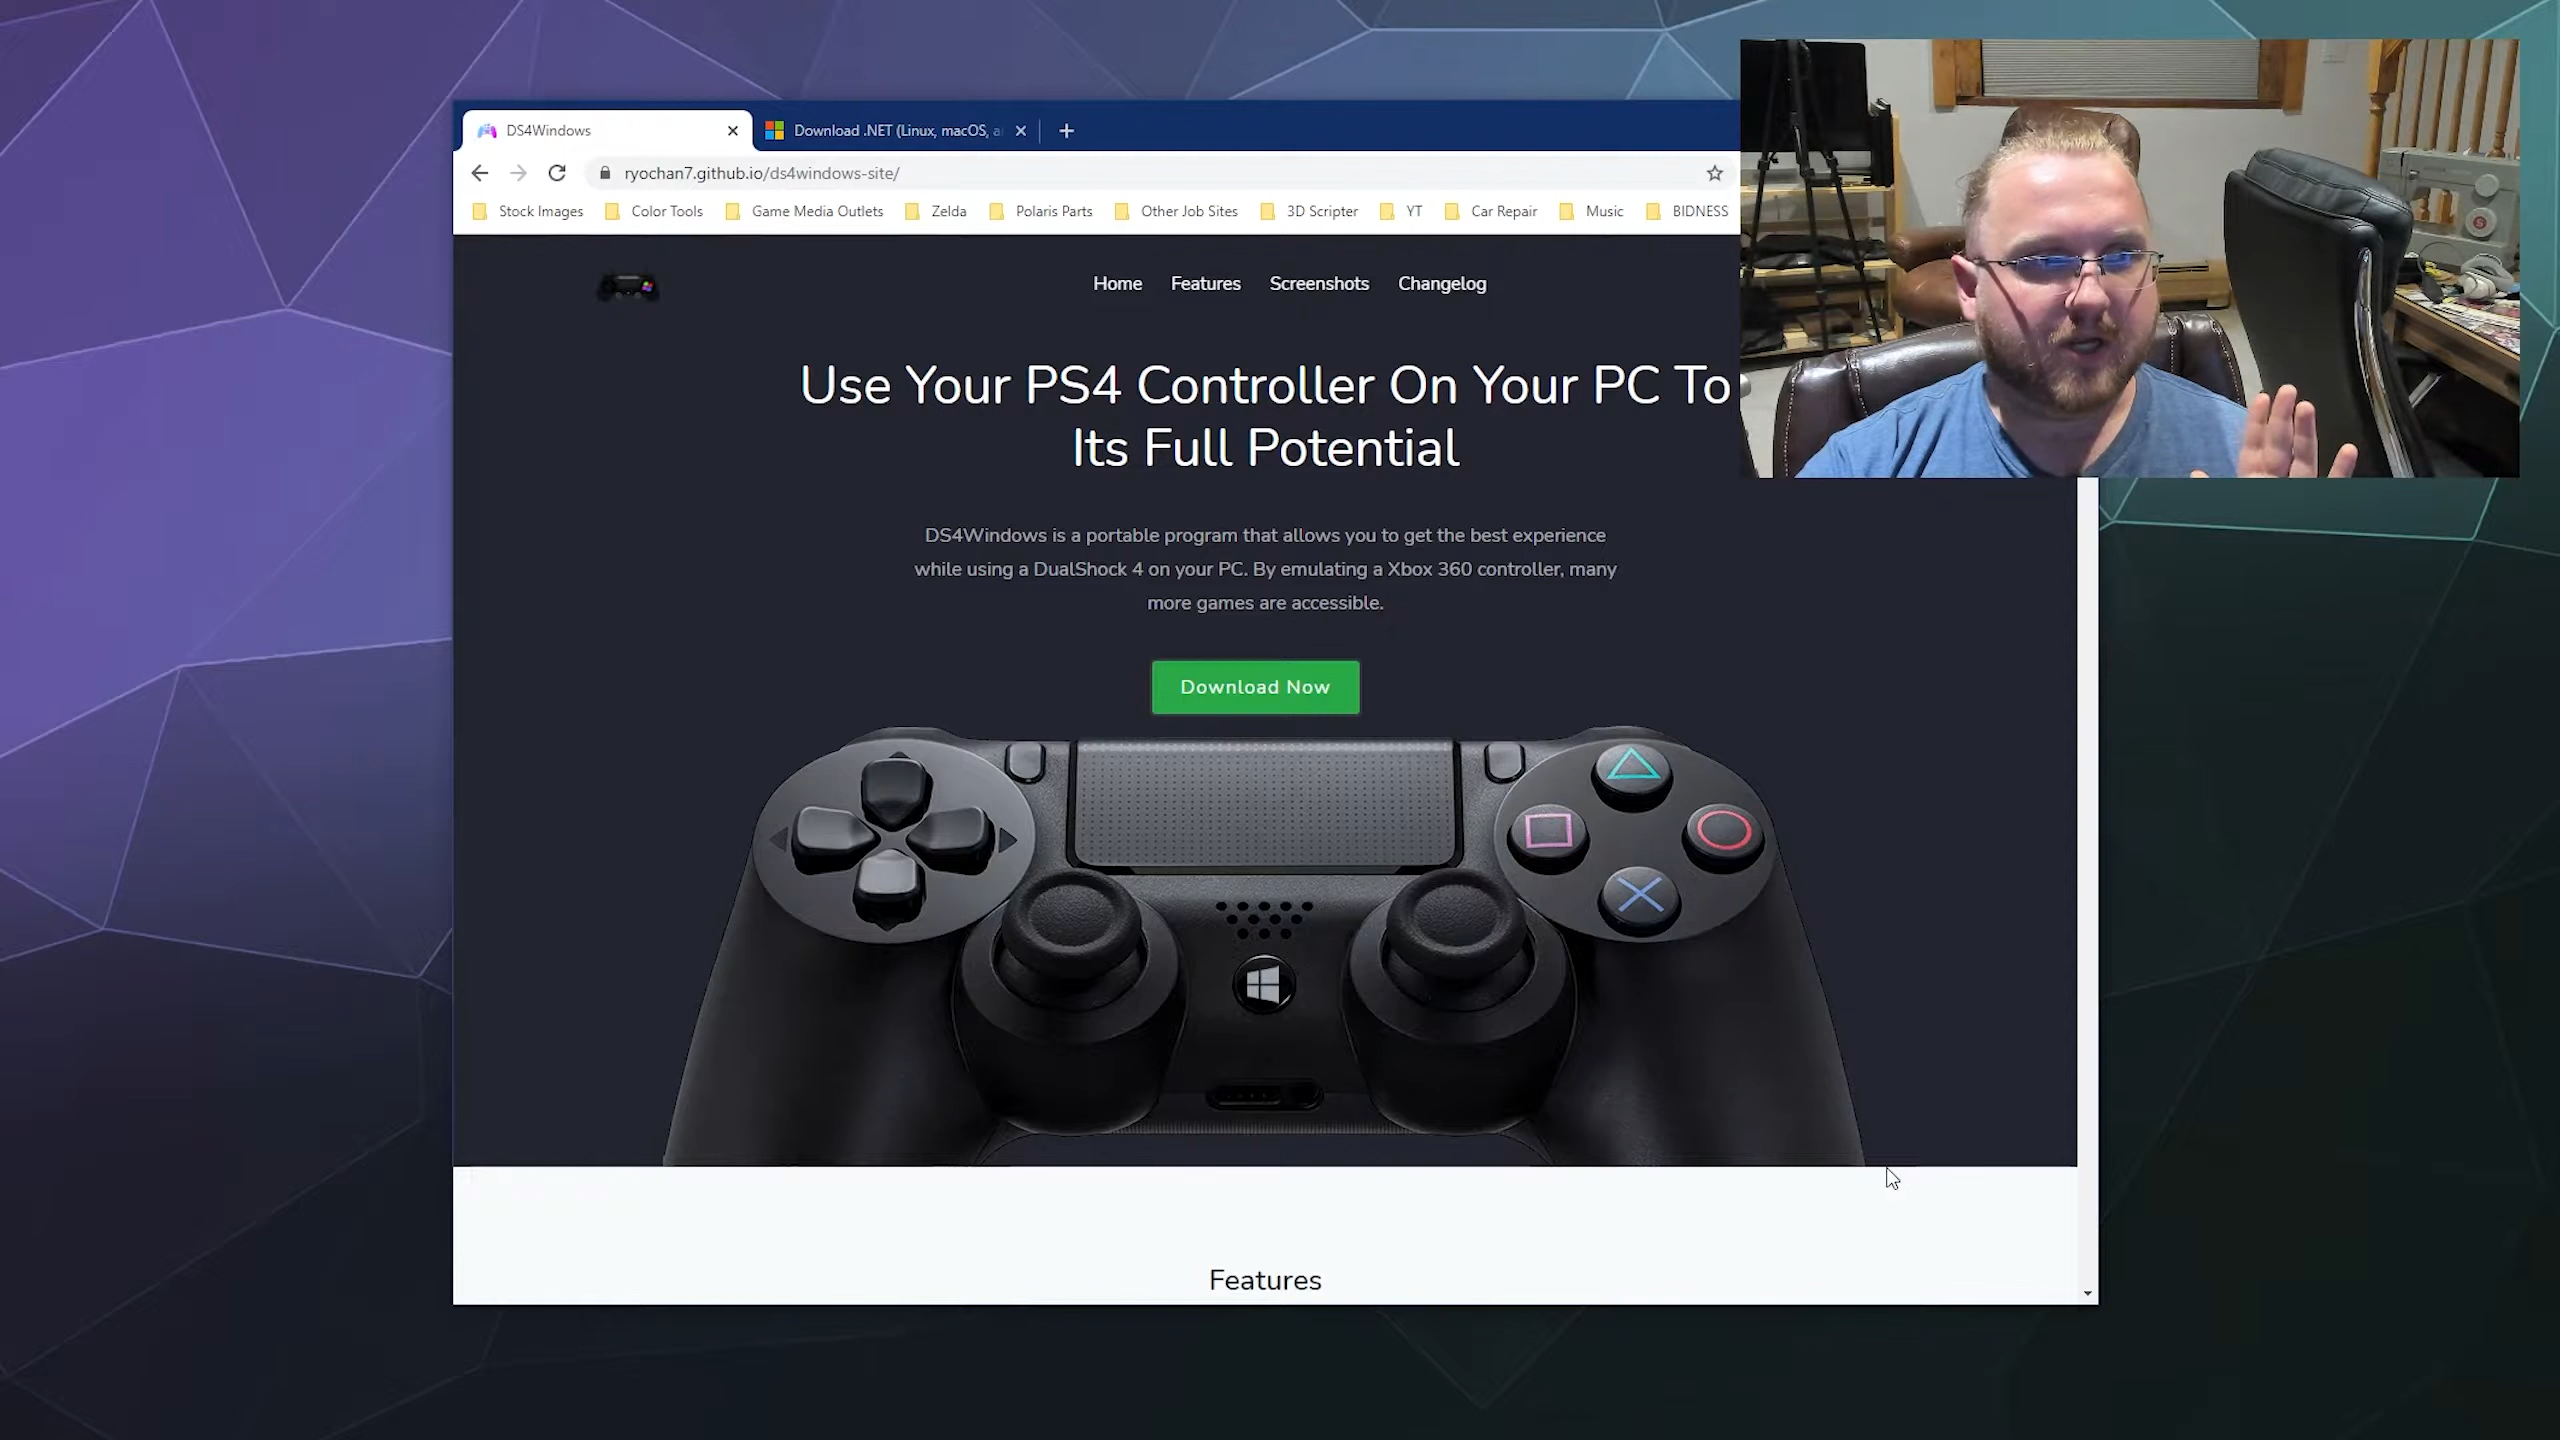 DS4Windows
Download .NET (Linux, macOS, a
ryochan7.github.io/ds4windows-site/
Stock Images
Color Tools
Game Media Outlets
Zelda
Polaris Parts
Other Job Sites
3D Scripter
YT
Car Repair
Music
BIDNESS
Home
Features
Screenshots
Changelog
Use Your PS4 Controller On Your PC To
Its Full Potential
DS4Windows is a portable program that allows you to get the best experience
while using a DualShock 4 on your PC. By emulating a Xbox 360 controller, many
more games are accessible.
Download Now
Features